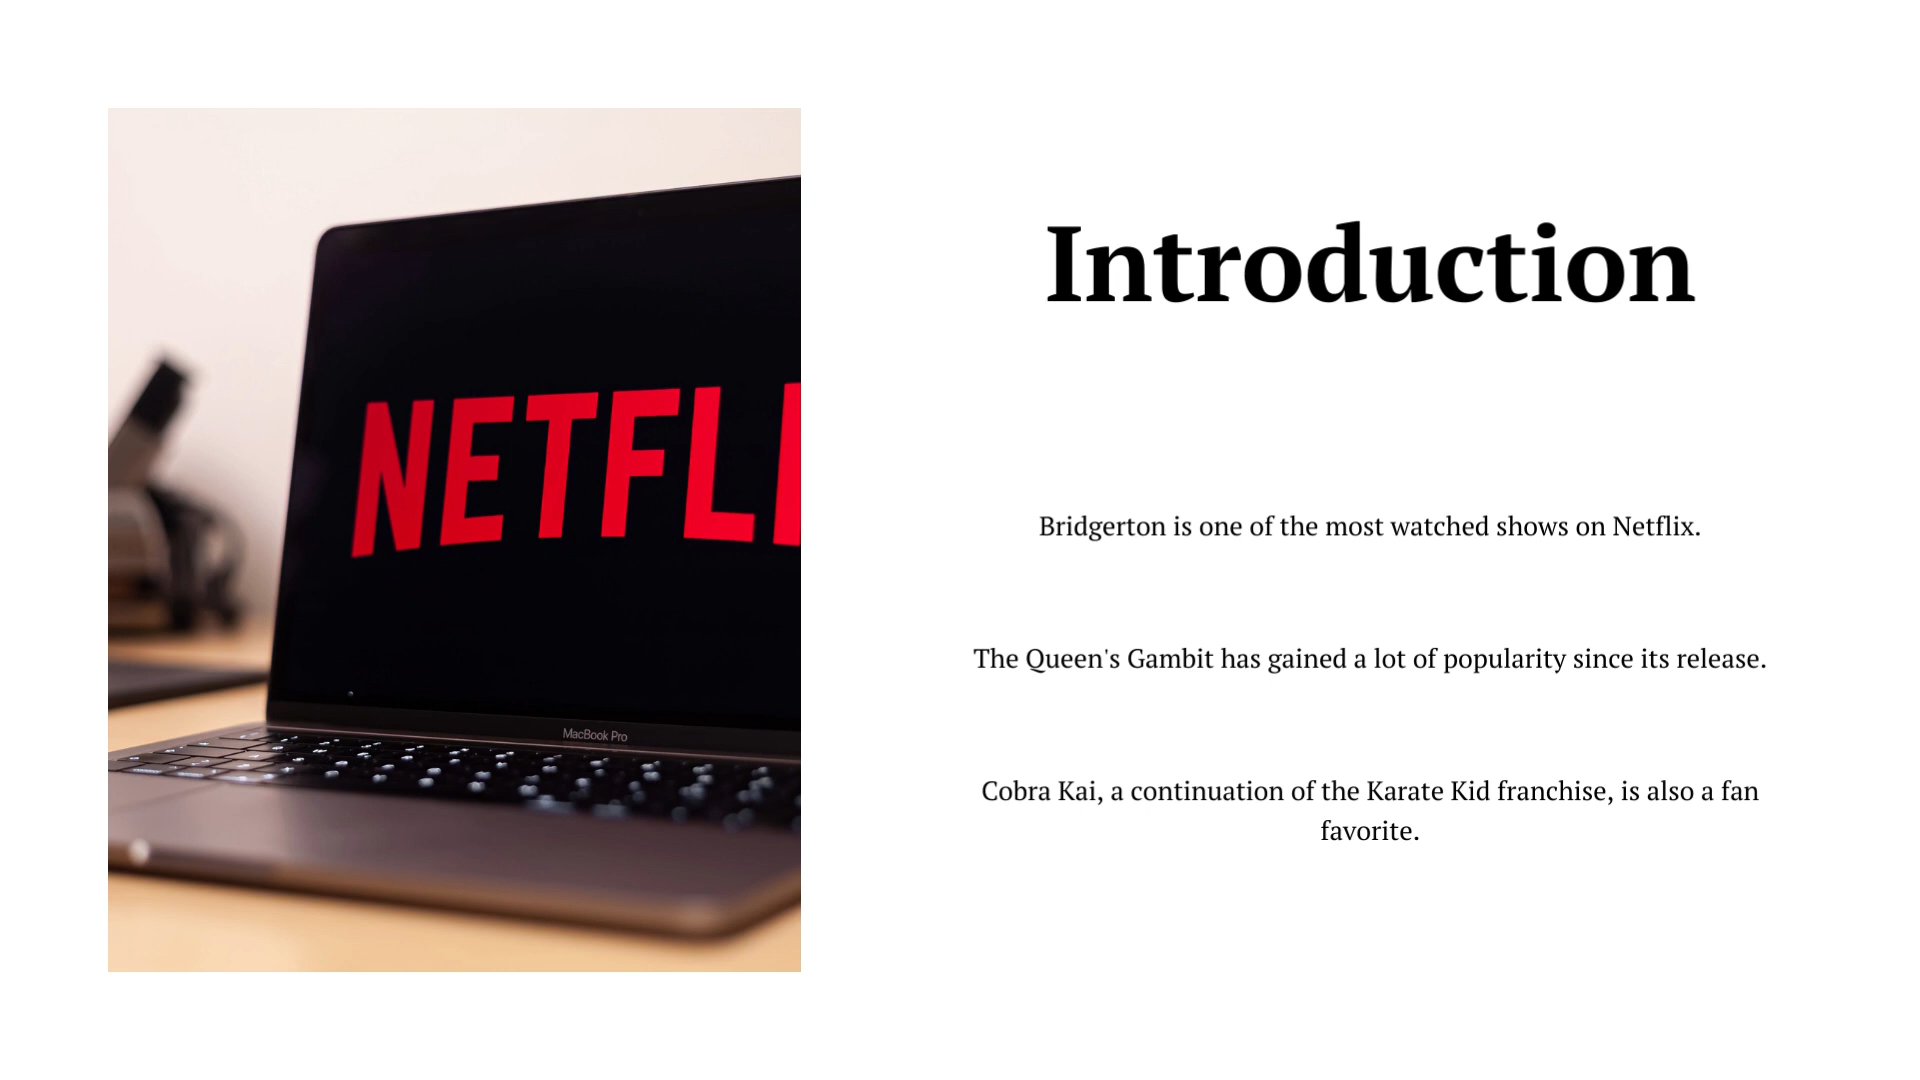 NETFLI
MacBook Pro
Introduction
Bridgerton is one of the most watched shows on Netflix.
The Queen's Gambit has gained a lot of popularity since its release.
Cobra Kai, a continuation of the Karate Kid franchise, is also a fan
favorite.